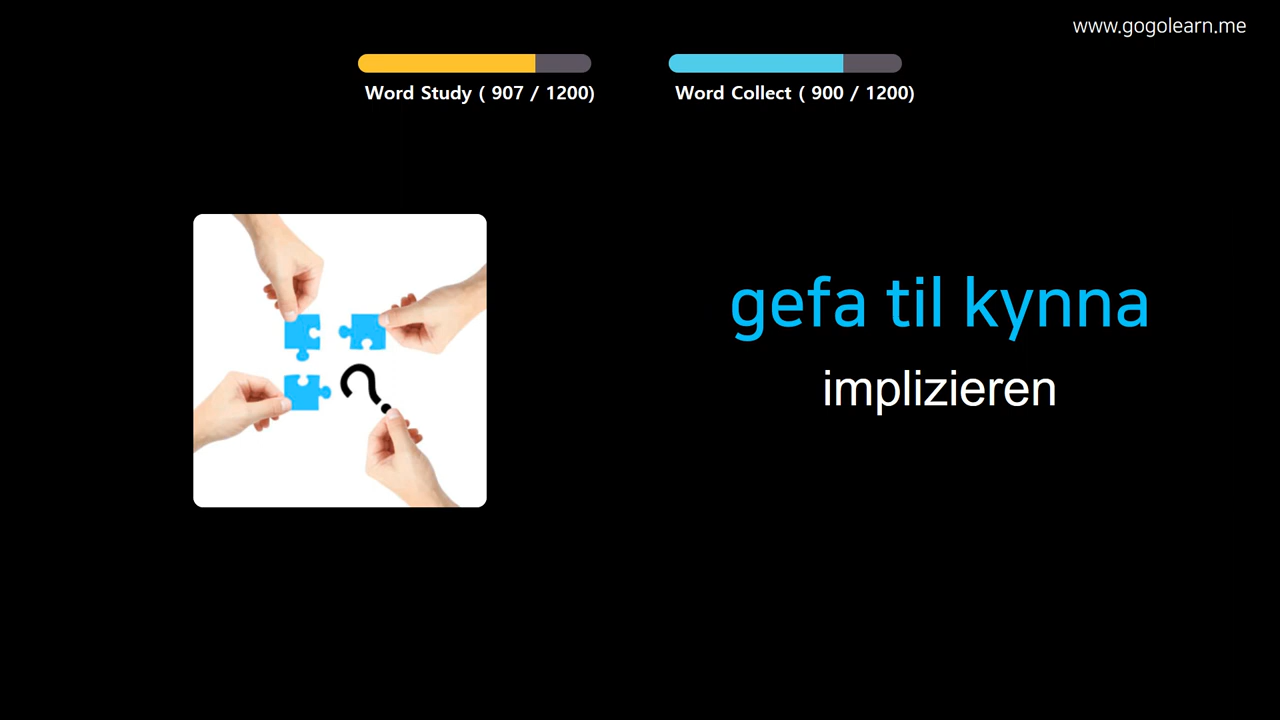 www.gogolearn.me
Word Study ( 907 / 1200)
Word Collect ( 900 / 1200)
gefa til kynna
implizieren